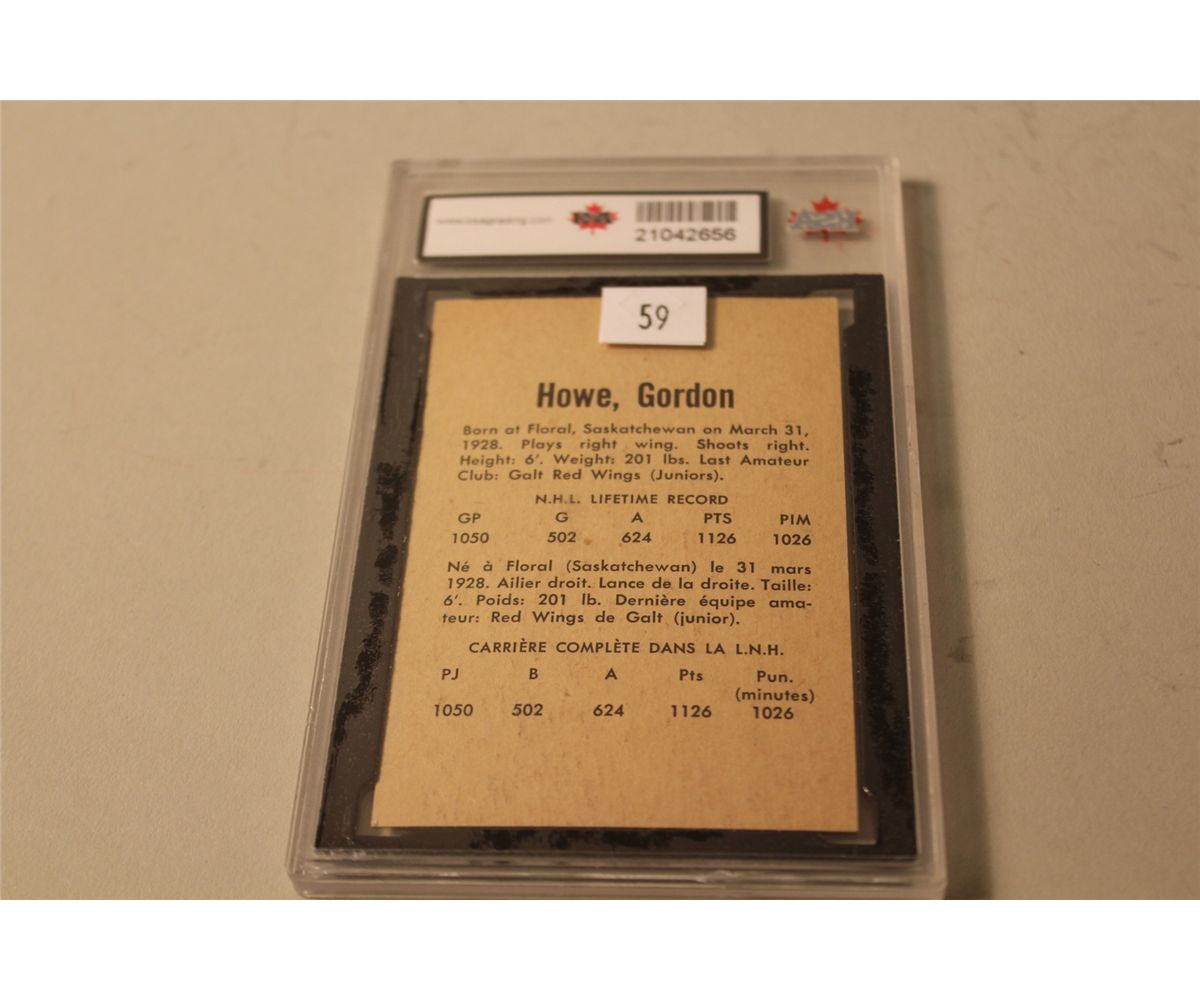 www.ksagrading.com KSA
21042656
KSA
59
Howe, Gordon
Born at Floral, Saskatchewan on March 31,
1928. Plays right wing. Shoots right.
Height: 6'. Weight: 201 lbs. Last Amateur
Club: Galt Red Wings (Juniors).
N.H.L. LIFETIME RECORD
GP G A PTS PIM
1050 502 624 1126 1026
Né à Floral (Saskatchewan) le 31 mars
1928. Ailier droit. Lance de la droite. Taille:
6'. Poids: 201 lb. Dernière équipe ama-
teur: Red Wings de Galt (junior).
CARRIÈRE COMPLÈTE DANS LA L.N.H.
PJ B A Pts Pun.
(minutes)
1050 502 624 1126 1026